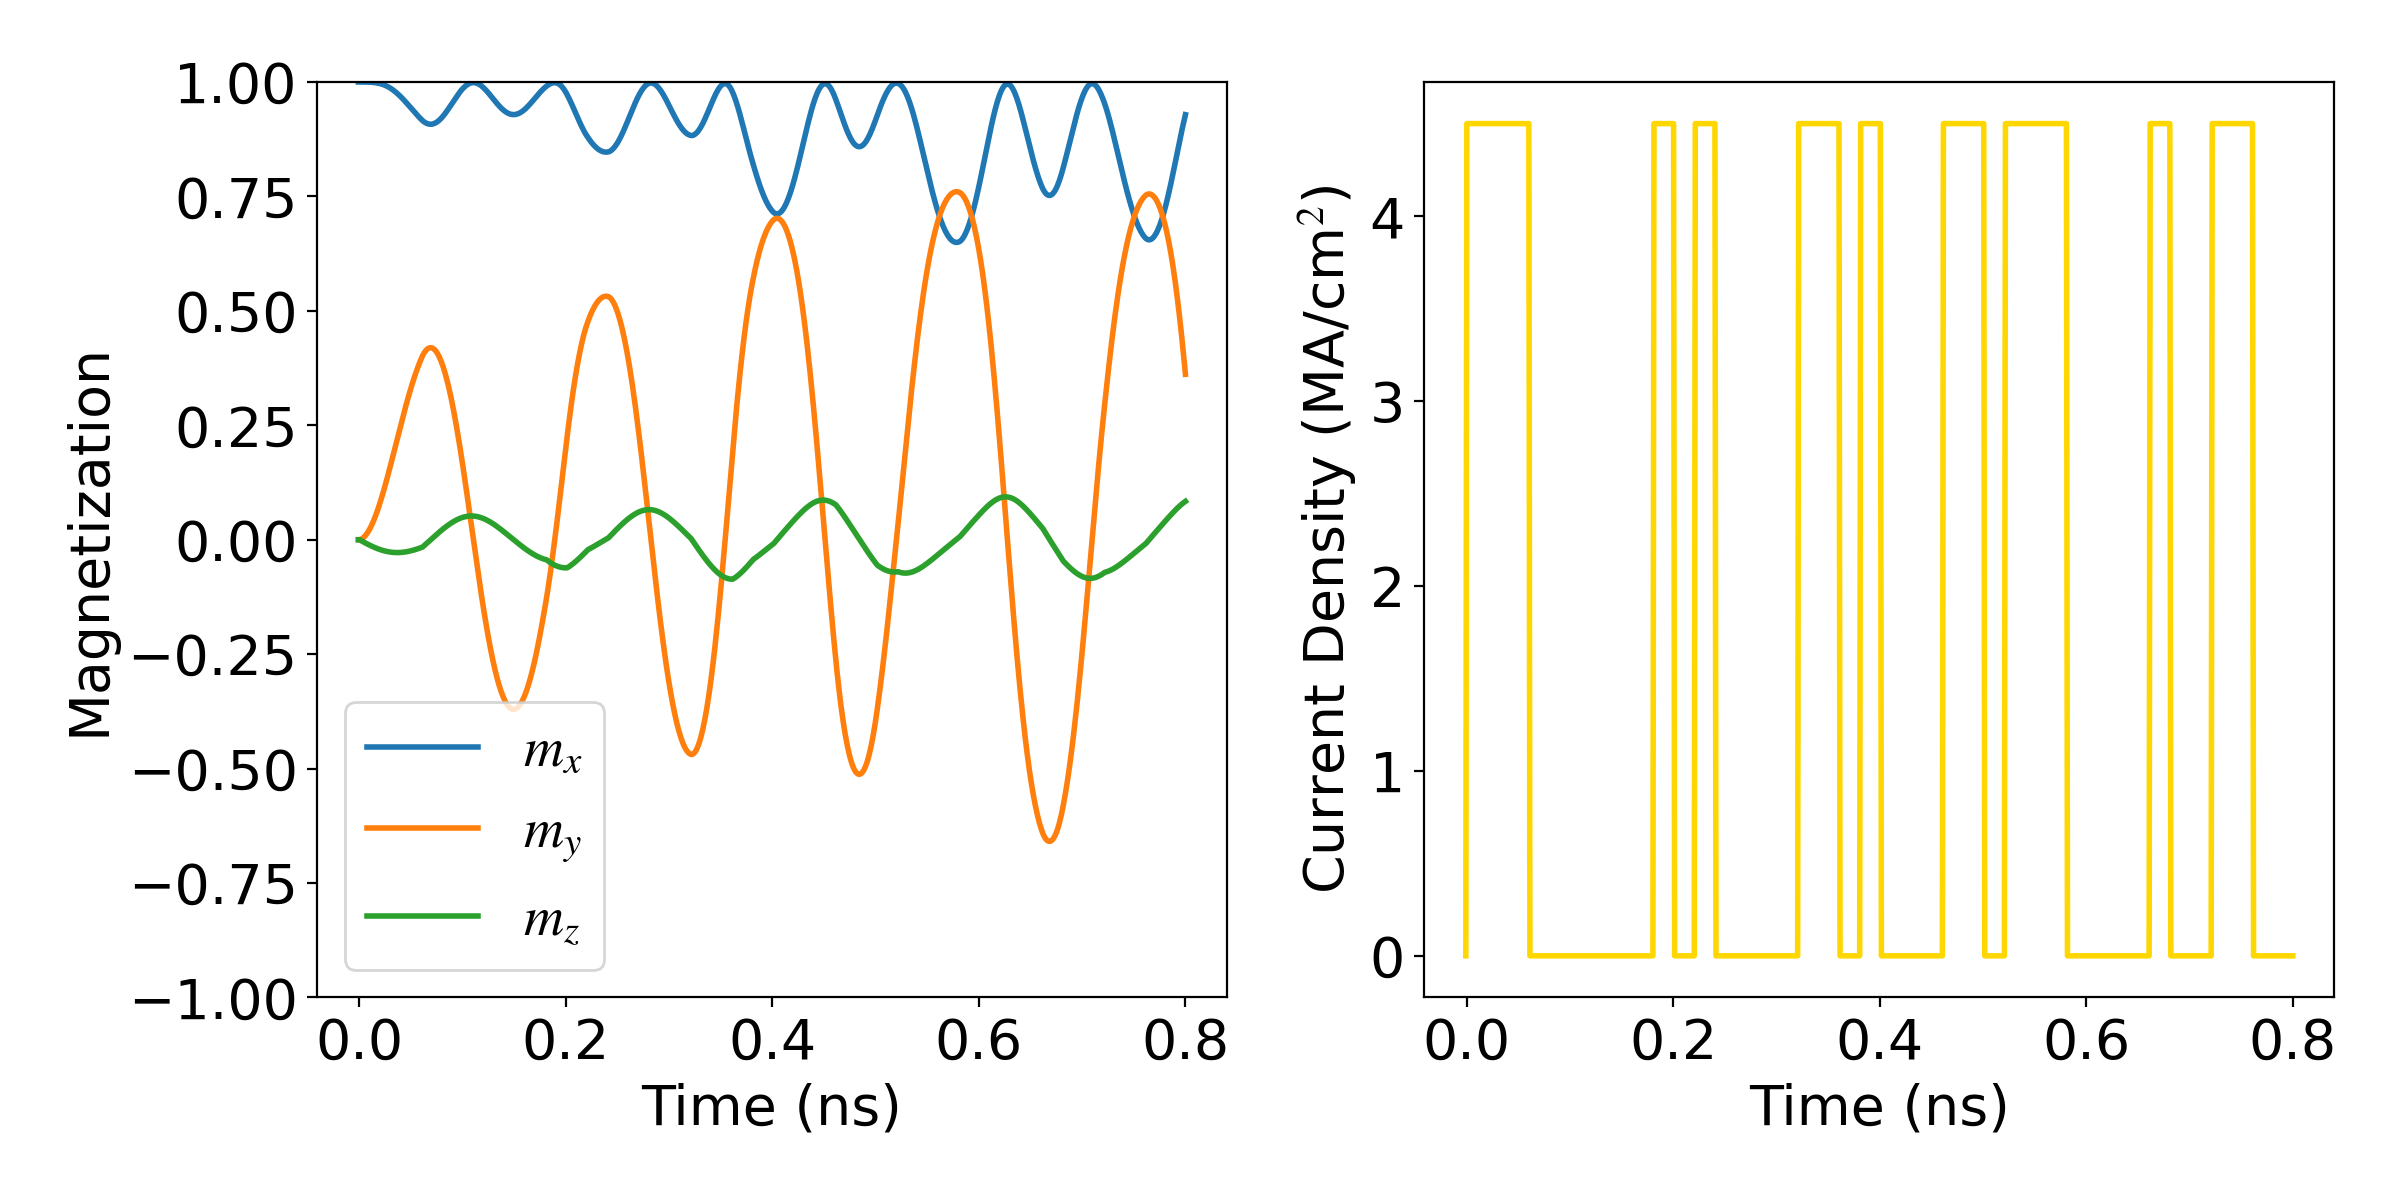 1.00
0.75
0.50
0.25
0.00
−0.25
−0.50
−0.75
−1.00
Magnetization
m_x
m_y
m_z
0.0 0.2 0.4 0.6 0.8
Time (ns)
4
3
2
1
0
Current Density (MA/cm²)
0.0 0.2 0.4 0.6 0.8
Time (ns)